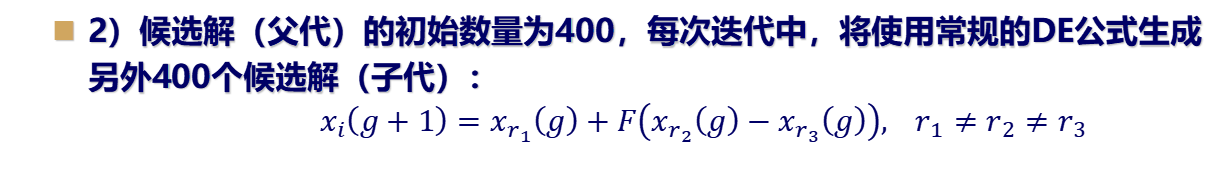 2）候选解（父代）的初始数量为400，每次迭代中，将使用常规的DE公式生成
另外400个候选解（子代）：
x_i(g + 1) = x_{r_1}(g) + F(x_{r_2}(g) − x_{r_3}(g)), r_1 ≠ r_2 ≠ r_3